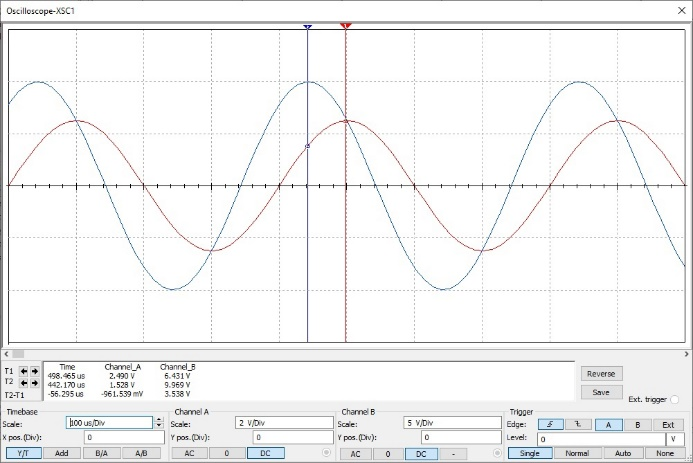 Oscilloscope-XSC1
T1
T2
T2-T1
Time Channel_A Channel_B
498.465 us 2.490 V 6.431 V
442.170 us 1.528 V 9.969 V
-56.295 us -961.539 mV 3.538 V
Reverse
Save
Ext. trigger
Timebase
Scale: 100 us/Div
X pos.(Div): 0
Y/T Add B/A A/B
Channel A
Scale: 2 V/Div
Y pos.(Div): 0
AC 0 DC
Channel B
Scale: 5 V/Div
Y pos.(Div): 0
AC 0 DC -
Trigger
Edge: A B Ext
Level: 0 V
Single Normal Auto None